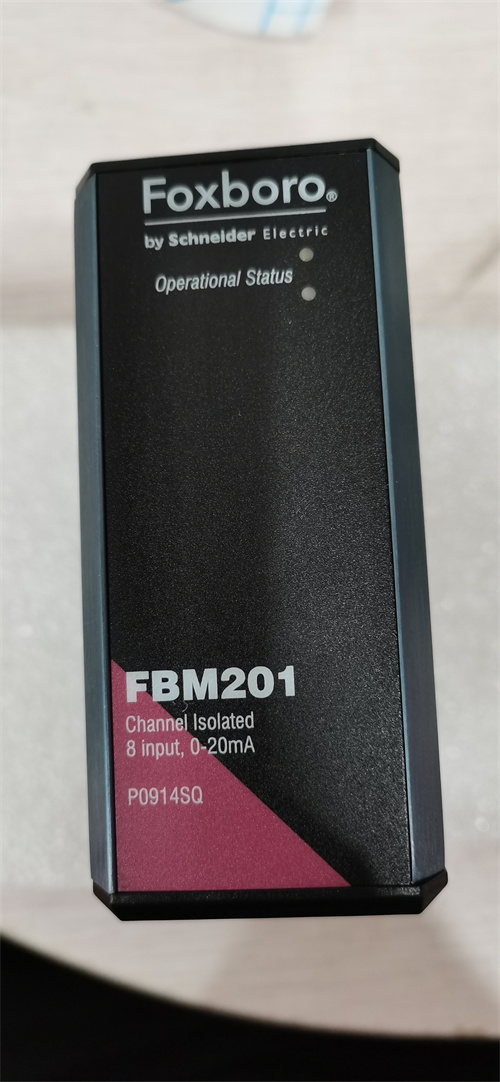 Foxboro®
by Schneider Electric
Operational Status
FBM201
Channel Isolated
8 input, 0-20mA
P0914SQ